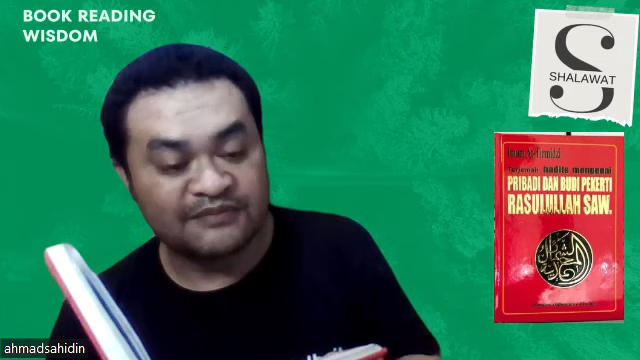 BOOK READING
WISDOM
S
SHALAWAT
Imam At-Tirmidzi
Terjemah hadits mengenai
PRIBADI DAN BUDI PEKERTI
RASULULLAH SAW.
ahmadsahidin